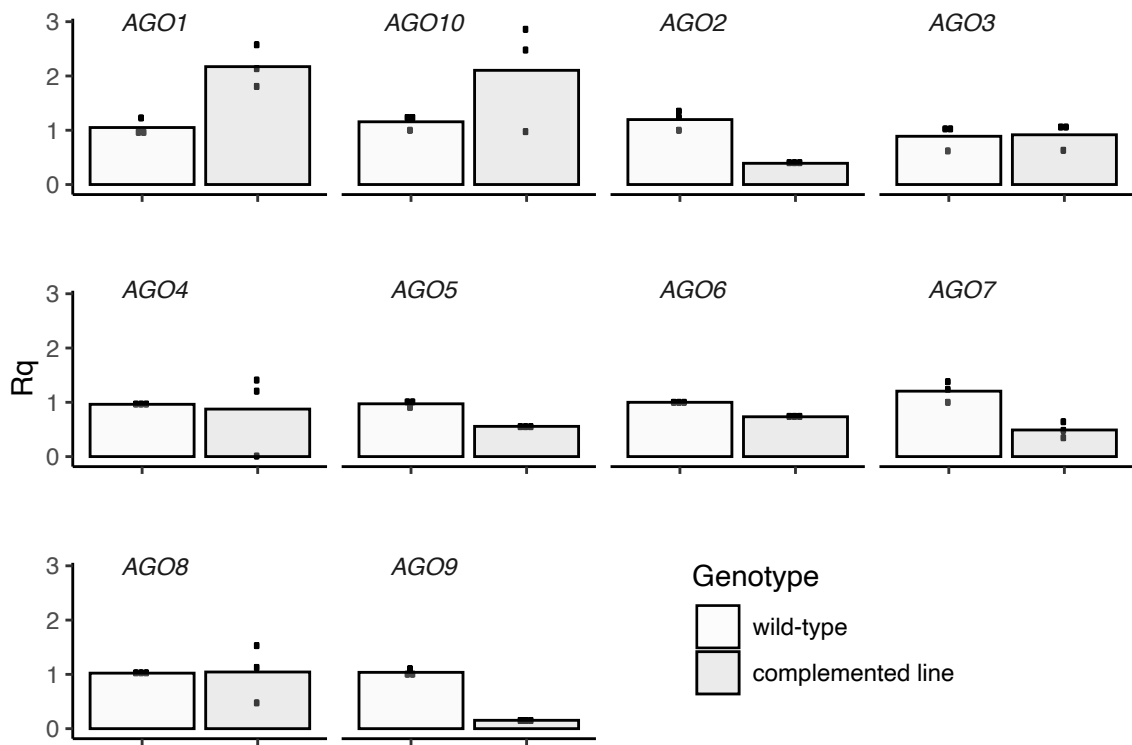 AGO1 AGO10 AGO2 AGO3
3
2
1
0
AGO4 AGO5 AGO6 AGO7
3
2
1
0
Rq
AGO8 AGO9
3
2
1
0
Genotype
wild-type
complemented line